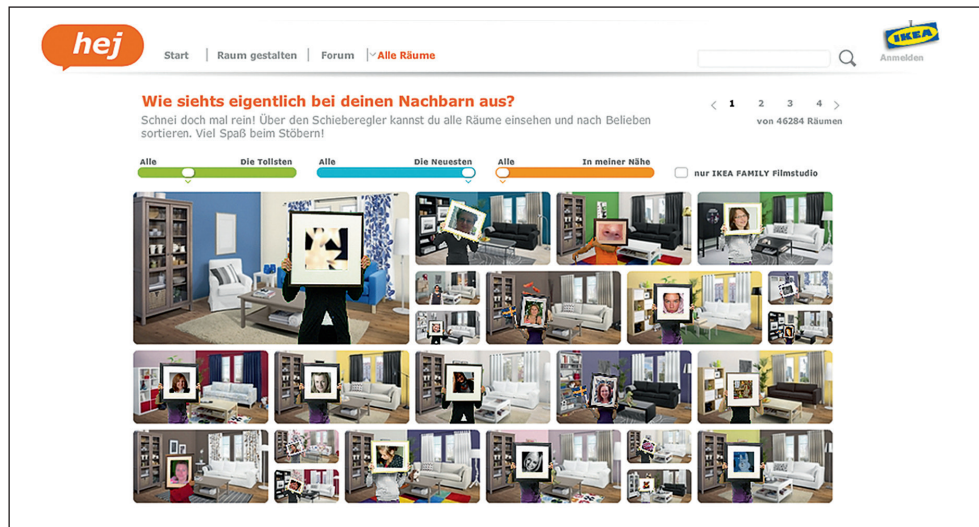 hej
Start | Raum gestalten | Forum | Alle Räume
IKEA
Anmelden
Wie siehts eigentlich bei deinen Nachbarn aus?
Schnei doch mal rein! Über den Schieberegler kannst du alle Räume einsehen und nach Belieben
sortieren. Viel Spaß beim Stöbern!
< 1 2 3 4 >
von 46284 Räumen
Alle Die Tollsten
Alle Die Neuesten
Alle In meiner Nähe
nur IKEA FAMILY Filmstudio